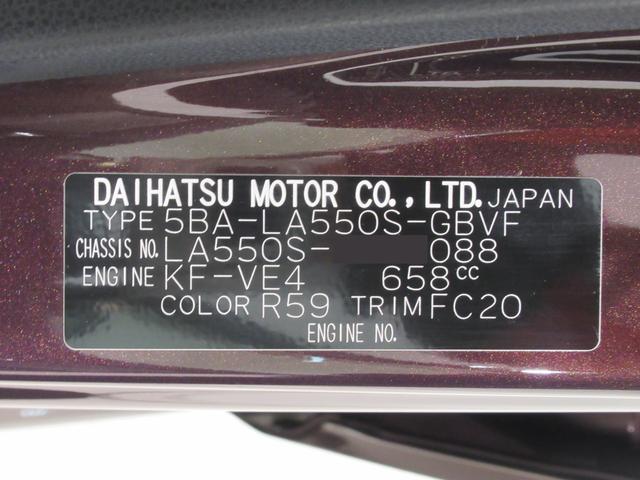 DAIHATSU MOTOR CO., LTD. JAPAN
TYPE 5BA-LA550S-GBVF
CHASSIS NO. LA550S- 088
ENGINE KF-VE4 658cc
COLOR R59 TRIM FC20
ENGINE NO.